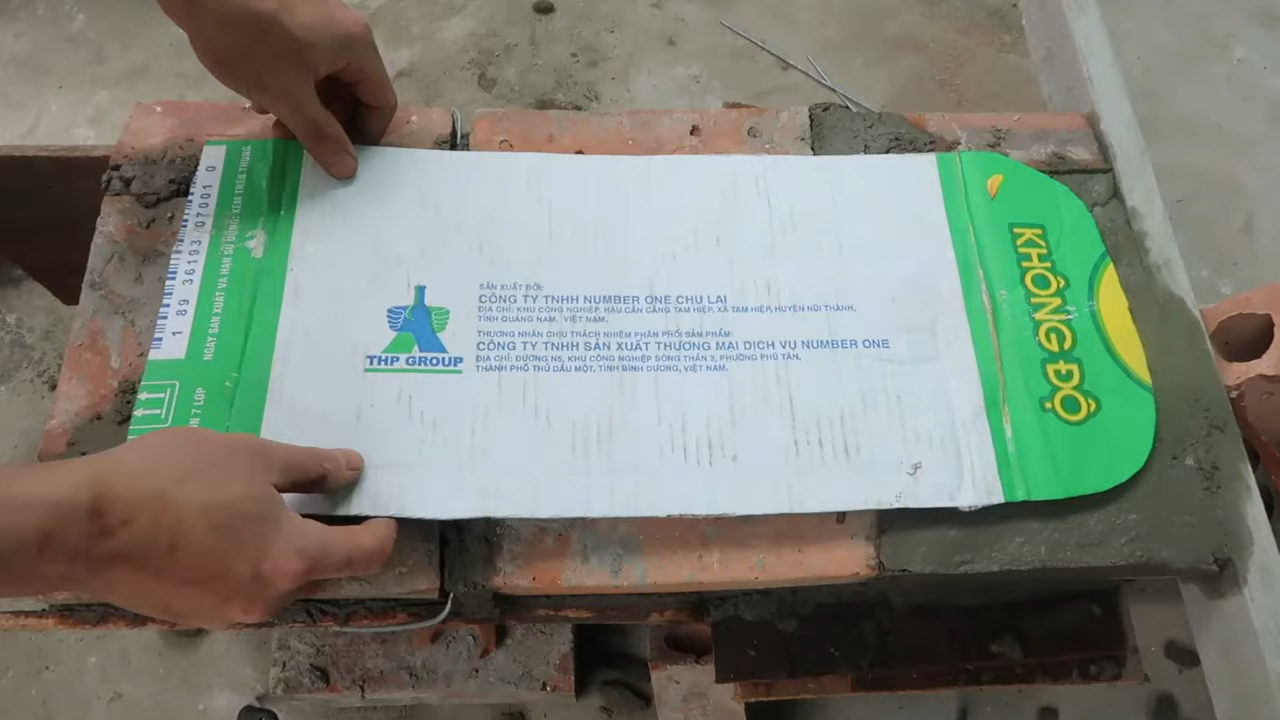 1 89 36193 07001 0
NGÀY SẢN XUẤT VÀ HẠN SỬ DỤNG: XEM TRÊN THÙNG
7 LỚP
THP GROUP
SẢN XUẤT BỞI:
CÔNG TY TNHH NUMBER ONE CHU LAI
ĐỊA CHỈ: KHU CÔNG NGHIỆP, HẬU CẦN CẢNG TAM HIỆP, XÃ TAM HIỆP, HUYỆN NÚI THÀNH,
TỈNH QUẢNG NAM, VIỆT NAM.
THƯƠNG NHÂN CHỊU TRÁCH NHIỆM PHÂN PHỐI SẢN PHẨM:
CÔNG TY TNHH SẢN XUẤT THƯƠNG MẠI DỊCH VỤ NUMBER ONE
ĐỊA CHỈ: ĐƯỜNG N5, KHU CÔNG NGHIỆP SÓNG THẦN 3, PHƯỜNG PHÚ TÂN,
THÀNH PHỐ THỦ DẦU MỘT, TỈNH BÌNH DƯƠNG, VIỆT NAM.
KHÔNG ĐỘ